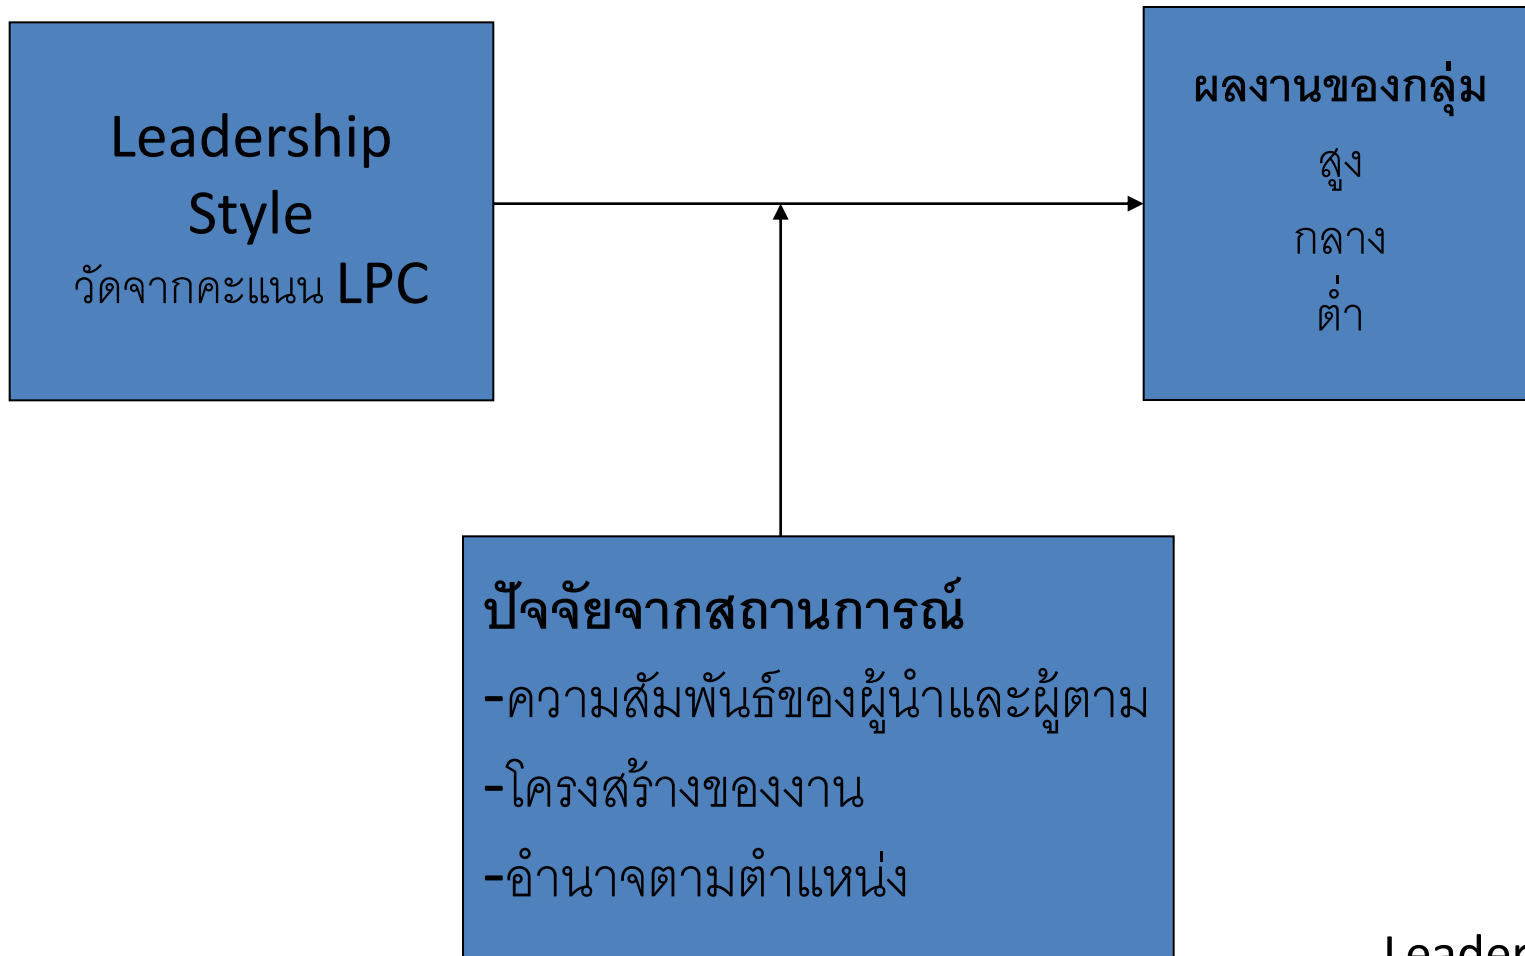 Leadership
Style
วัดจากคะแนน LPC
ผลงานของกลุ่ม
สูง
กลาง
ต่ำ
ปัจจัยจากสถานการณ์
-ความสัมพันธ์ของผู้นำและผู้ตาม
-โครงสร้างของงาน
-อำนาจตามตำแหน่ง
Leader